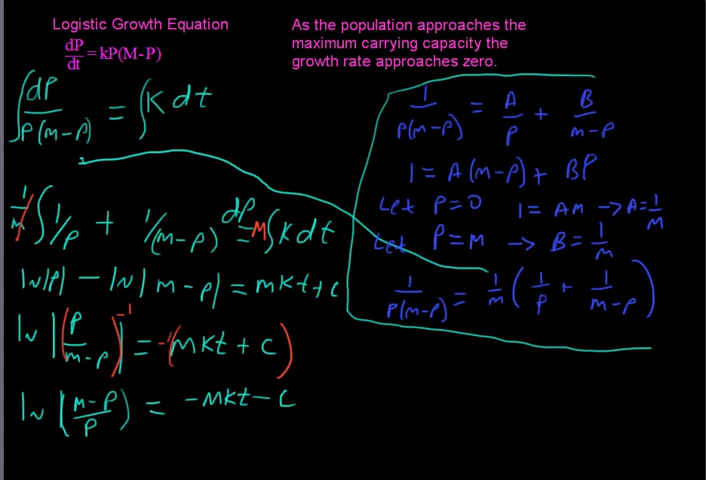 Logistic Growth Equation
dP/dt = kP(M-P)
As the population approaches the
maximum carrying capacity the
growth rate approaches zero.
∫ dP/P(M-P) = ∫ K dt
1/M ∫ 1/P + 1/(M-P) dP = M ∫ K dt
ln|P| - ln|M-P| = MKt + C
ln |(P/M-P)|^-1 = -1(MKt + C)
ln |M-P/P) = -MKt - C
1/P(M-P) = A/P + B/M-P
1 = A(M-P) + BP
Let P=0 1 = AM → A=1/M
Let P=M → B=1/M
1/P(M-P) = 1/M (1/P + 1/M-P)